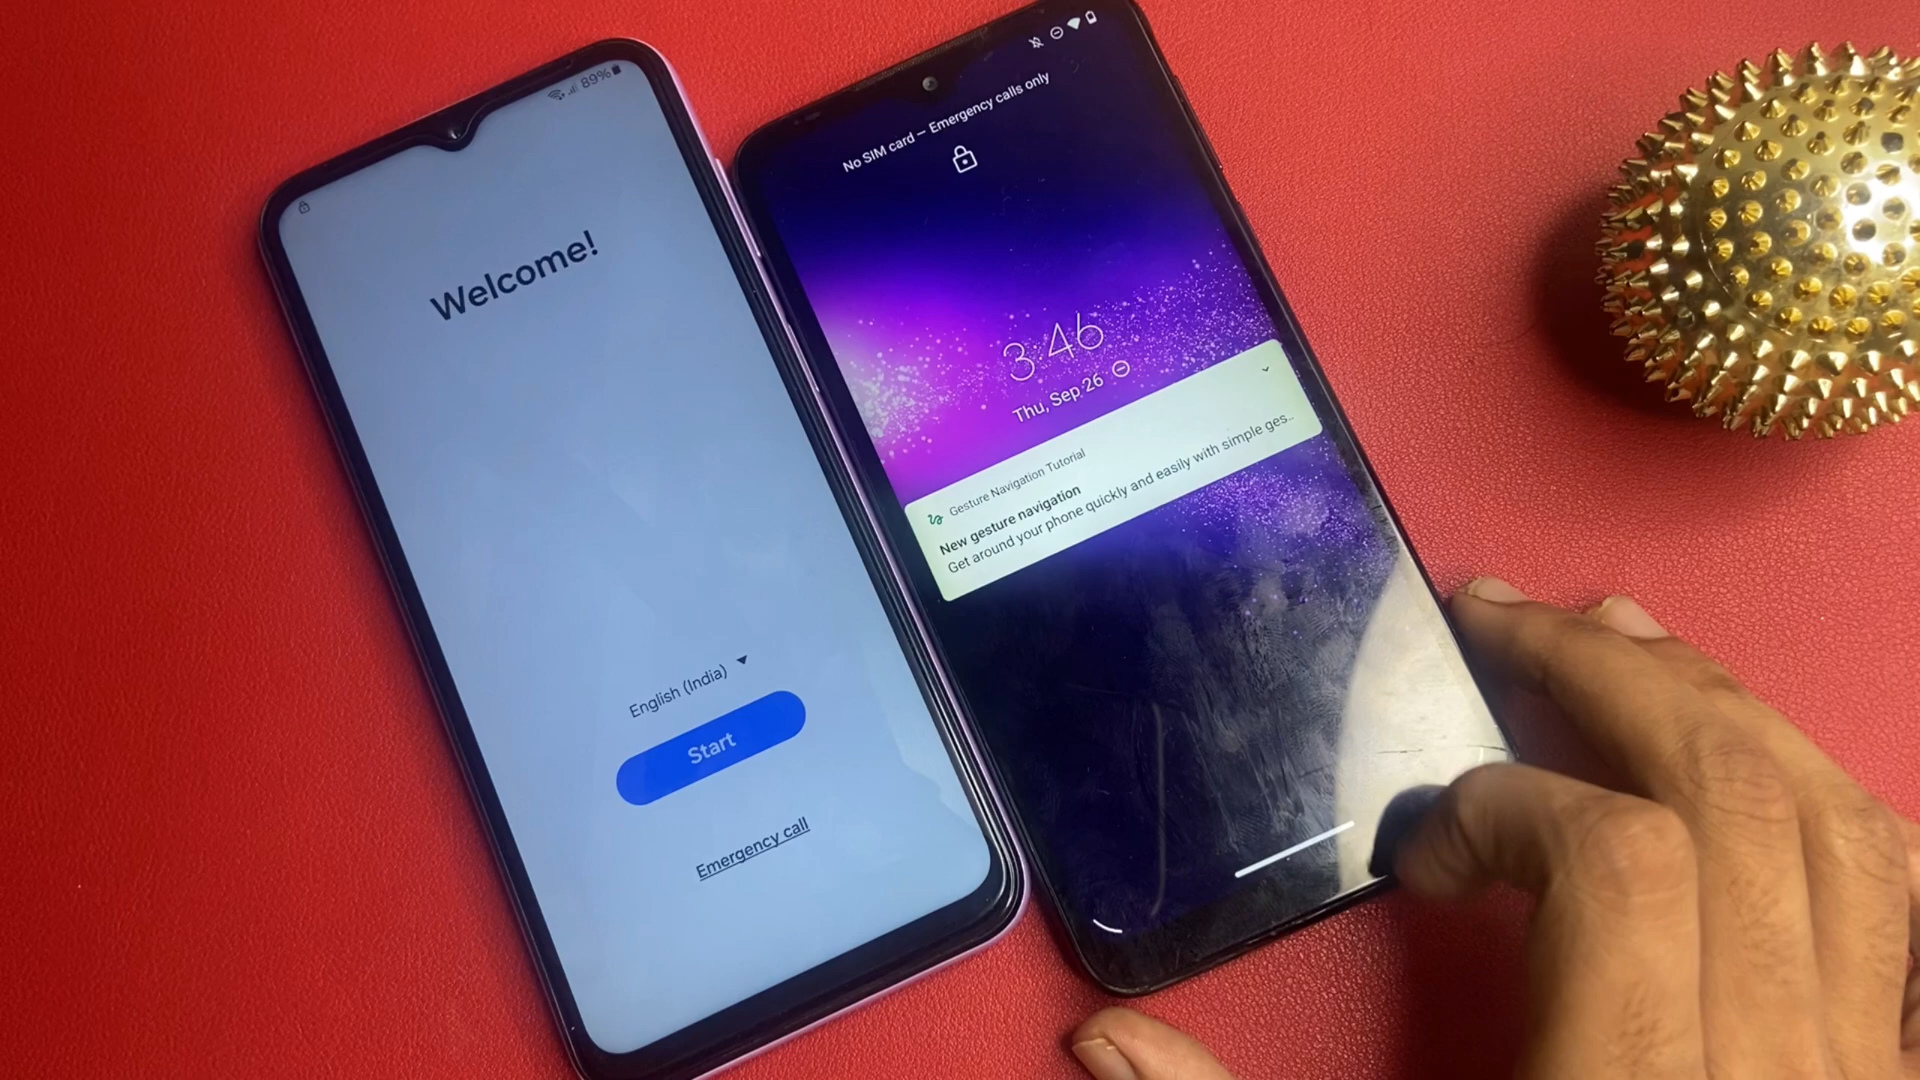 89%
Welcome!
English (India)
Start
Emergency call
No SIM card — Emergency calls only
3:46
Thu, Sep 26
Gesture Navigation Tutorial
New gesture navigation
Get around your phone quickly and easily with simple ges..